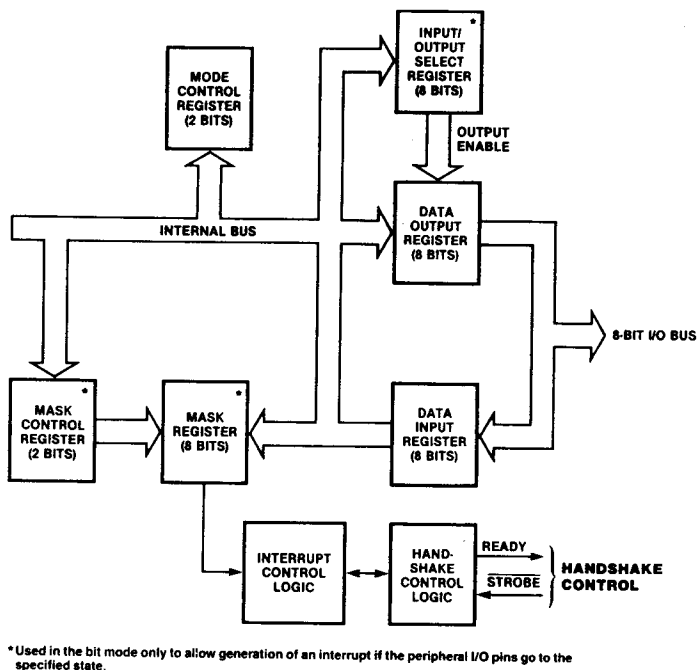 *
INPUT/
OUTPUT
SELECT
REGISTER
(8 BITS)
MODE
CONTROL
REGISTER
(2 BITS)
OUTPUT
ENABLE
DATA
OUTPUT
REGISTER
(8 BITS)
INTERNAL BUS
8-BIT I/O BUS
*
MASK
CONTROL
REGISTER
(2 BITS)
*
MASK
REGISTER
(8 BITS)
DATA
INPUT
REGISTER
(8 BITS)
INTERRUPT
CONTROL
LOGIC
HAND-
SHAKE
CONTROL
LOGIC
READY
STROBE
HANDSHAKE
CONTROL
*Used in the bit mode only to allow generation of an interrupt if the peripheral I/O pins go to the
specified state.